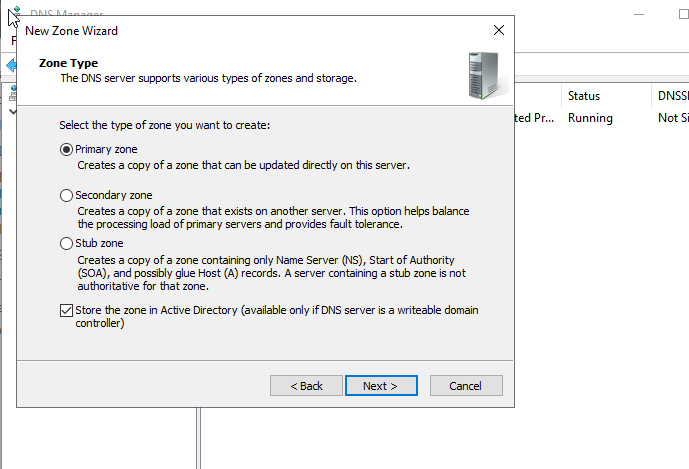 DNS Manager
New Zone Wizard
Zone Type
The DNS server supports various types of zones and storage.
Status
DNSSI
ted Pr...
Running
Not Si
Select the type of zone you want to create:
Primary zone
Creates a copy of a zone that can be updated directly on this server.
Secondary zone
Creates a copy of a zone that exists on another server. This option helps balance
the processing load of primary servers and provides fault tolerance.
Stub zone
Creates a copy of a zone containing only Name Server (NS), Start of Authority
(SOA), and possibly glue Host (A) records. A server containing a stub zone is not
authoritative for that zone.
Store the zone in Active Directory (available only if DNS server is a writeable domain
controller)
< Back
Next >
Cancel